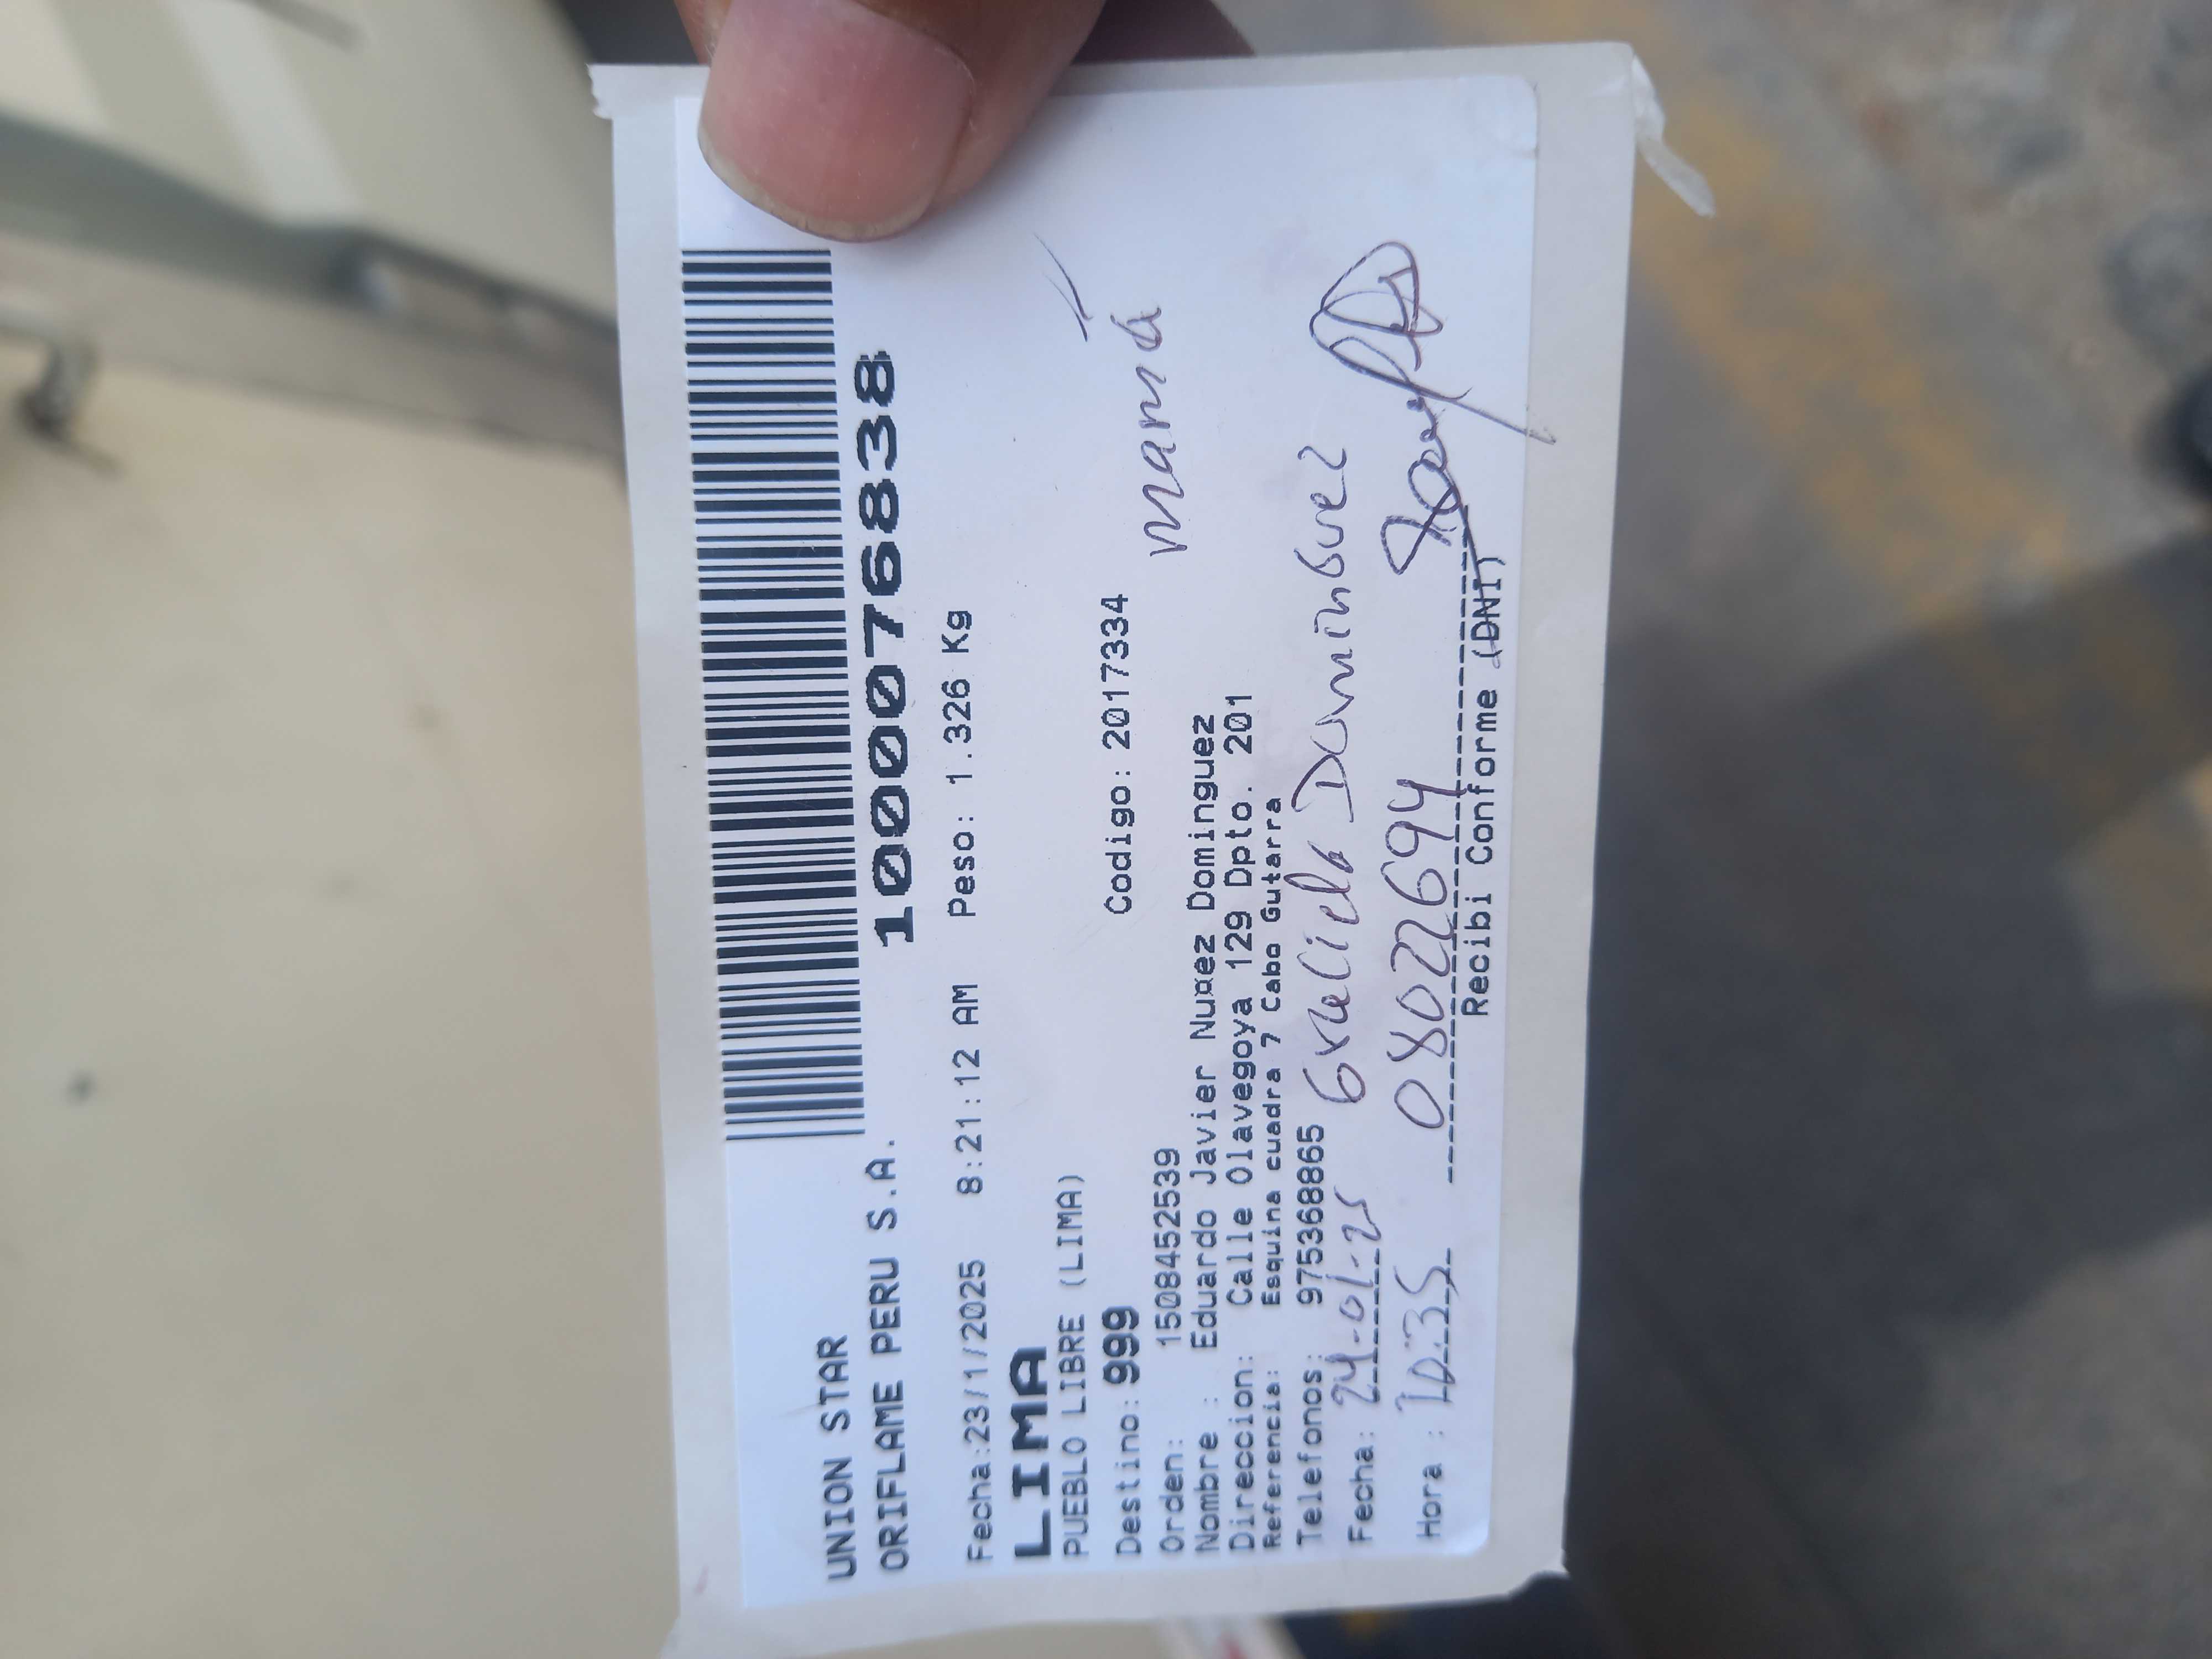 UNION STAR
ORIFLAME PERU S.A.
100076838
Fecha:23/1/2025 8:21:12 AM Peso: 1.326 Kg
LIMA
PUEBLO LIBRE (LIMA)
Destino: 999 Codigo: 2017334
mamá
Orden: 1508452539
Nombre : Eduardo Javier Nuñez Dominguez
Direccion: Calle Olavegoya 129 Dpto. 201
Referencia: Esquina cuadra 7 Cabo Gutarra
Telefonos: 975368865
Fecha: 24-01-25 Graciela Dominguez
Hora : 10:35 08022694
Recibi Conforme (DNI)